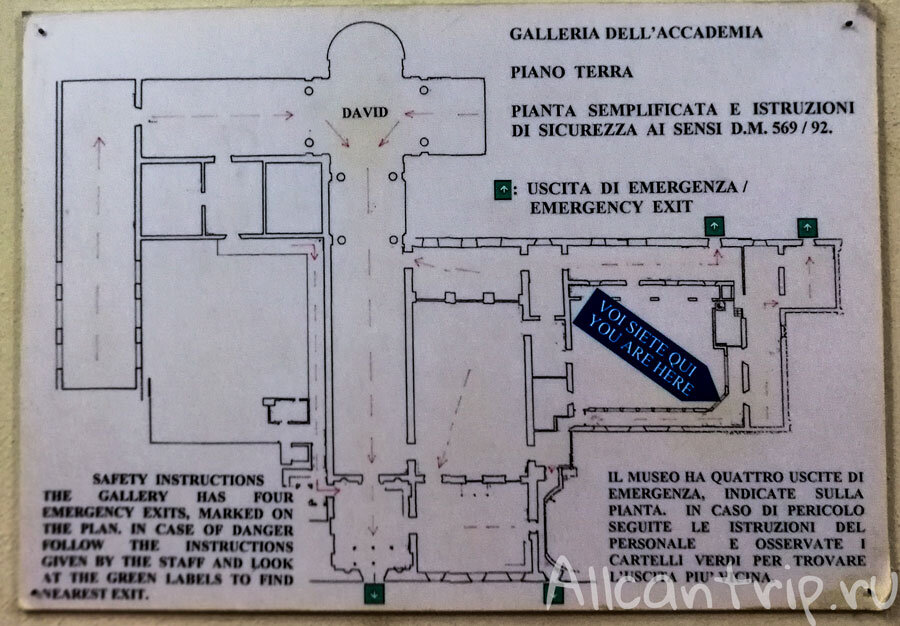 GALLERIA DELL'ACCADEMIA
PIANO TERRA
PIANTA SEMPLIFICATA E ISTRUZIONI
DI SICUREZZA AI SENSI D.M. 569 / 92.
: USCITA DI EMERGENZA /
EMERGENCY EXIT
DAVID
VOI SIETE QUI
YOU ARE HERE
SAFETY INSTRUCTIONS
THE GALLERY HAS FOUR
EMERGENCY EXITS, MARKED ON
THE PLAN. IN CASE OF DANGER
FOLLOW THE INSTRUCTIONS
GIVEN BY THE STAFF AND LOOK
AT THE GREEN LABELS TO FIND
NEAREST EXIT.
IL MUSEO HA QUATTRO USCITE DI
EMERGENZA, INDICATE SULLA
PIANTA. IN CASO DI PERICOLO
SEGUITE LE ISTRUZIONI DEL
PERSONALE E OSSERVATE I
CARTELLI VERDI PER TROVARE
L'USCITA PIU' VICINA
Allcantrip.ru